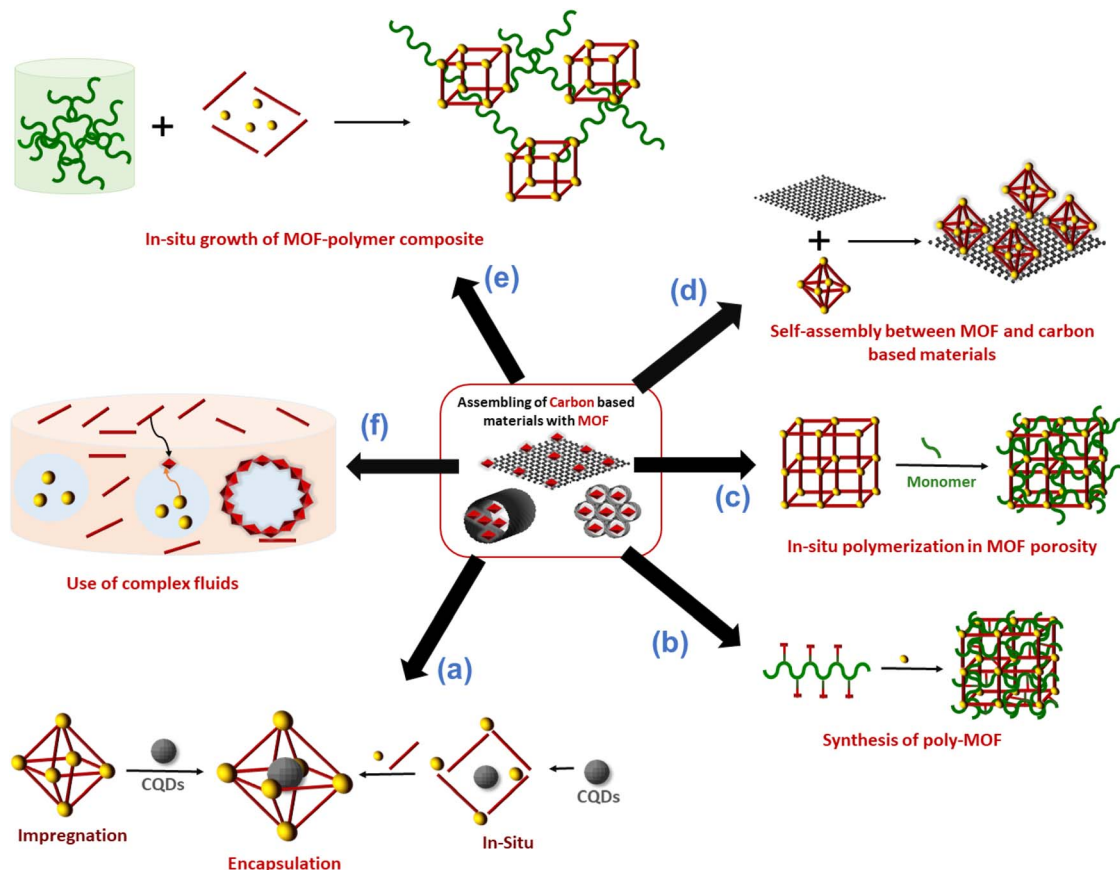 In-situ growth of MOF-polymer composite
(e)
(d)
Self-assembly between MOF and carbon
based materials
Assembling of Carbon based
materials with MOF
(f)
(c)
Monomer
In-situ polymerization in MOF porosity
Use of complex fluids
(a)
(b)
Synthesis of poly-MOF
CQDs
CQDs
Impregnation
In-Situ
Encapsulation